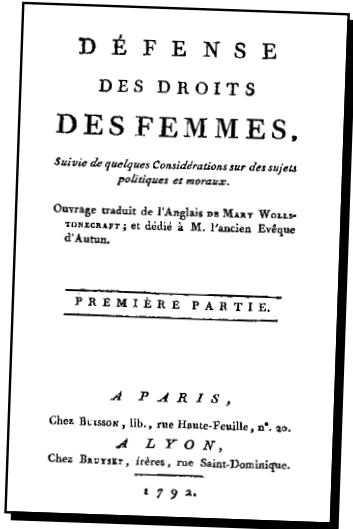 DÉFENSE
DES DROITS
DES FEMMES,
Suivie de quelques Considérations sur des sujets
politiques et moraux.
Ouvrage traduit de l'Anglais DE MARY WOLLS-
TONECRAFT; et dédié à M. l'ancien Evêque
d'Autun.
PREMIÈRE PARTIE.
A PARIS,
Chez BUISSON, lib., rue Haute-Feuille, n°. 20.
A LYON,
Chez BRUYSET, frères, rue Saint-Dominique.
1792.